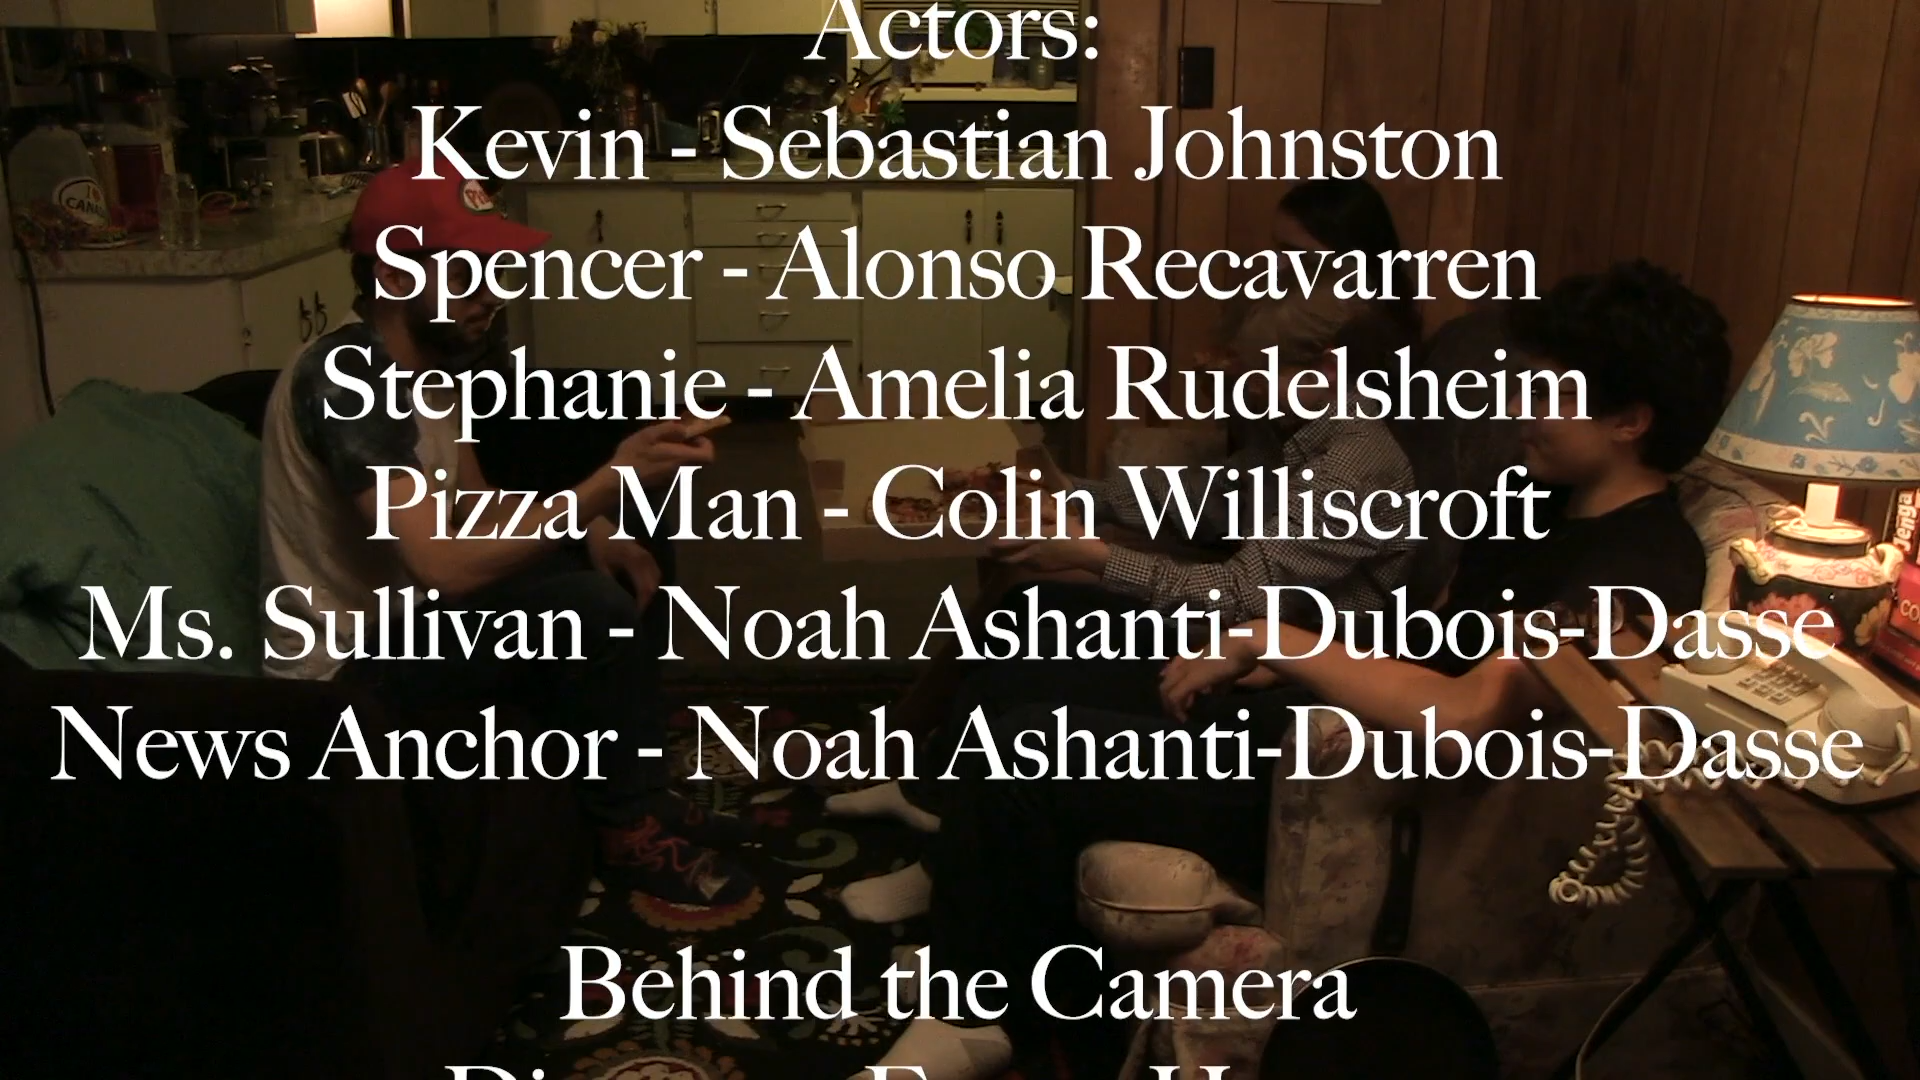 Actors:
Kevin - Sebastian Johnston
Spencer - Alonso Recavarren
Stephanie - Amelia Rudelsheim
Pizza Man - Colin Williscroft
Ms. Sullivan - Noah Ashanti-Dubois-Dasse
News Anchor - Noah Ashanti-Dubois-Dasse
Behind the Camera
Jenga